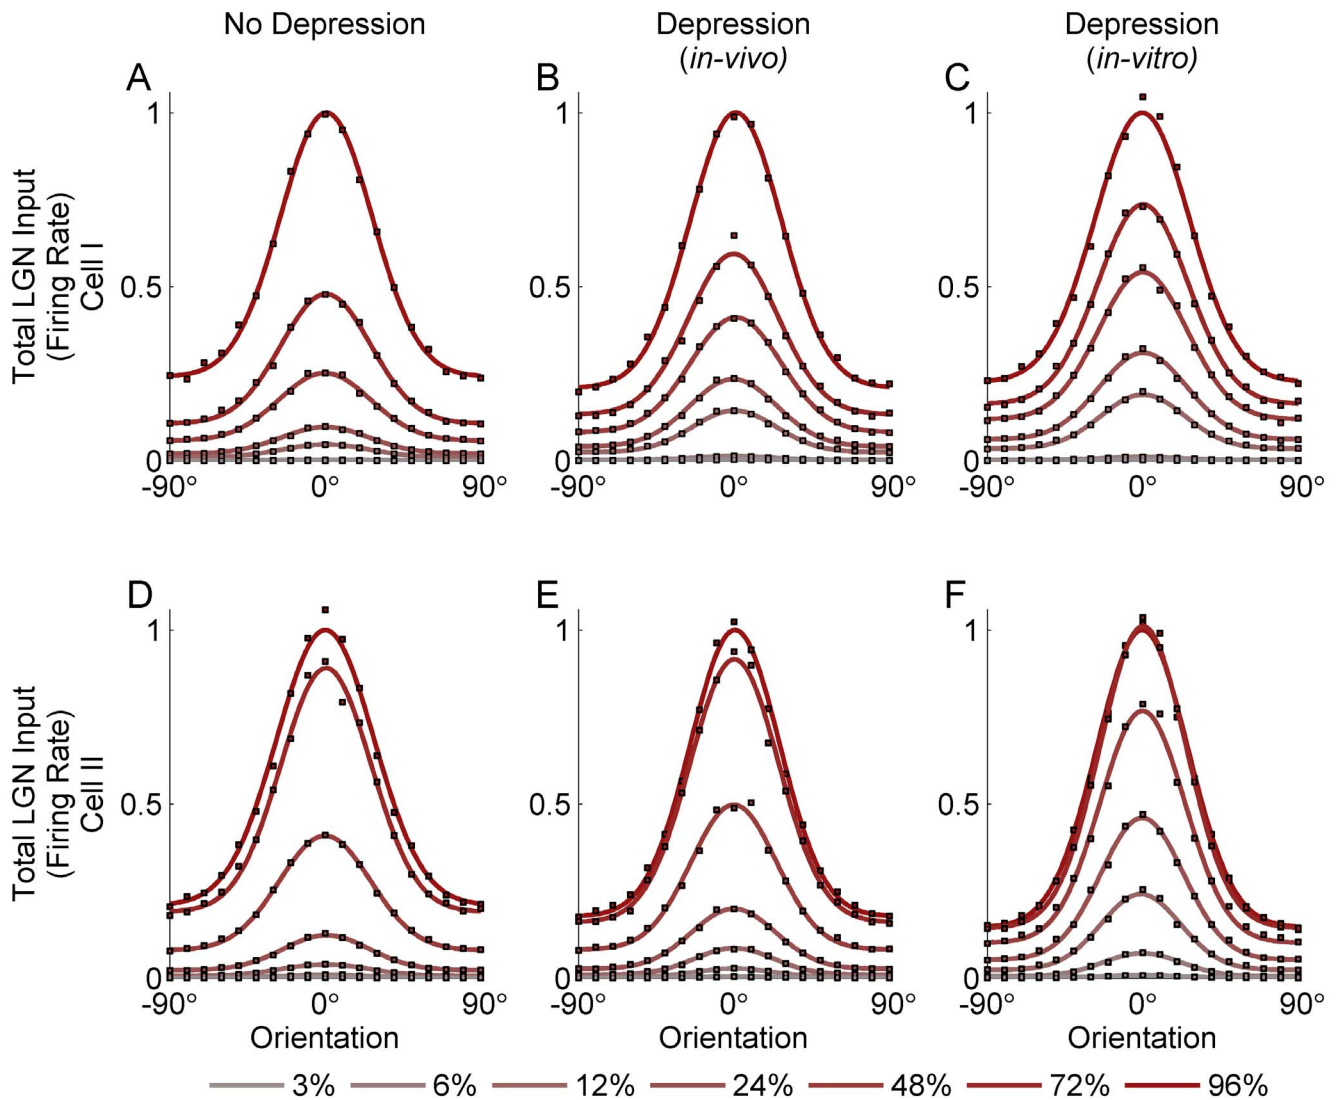 No Depression
Depression
(in-vivo)
Depression
(in-vitro)
A
B
C
Total LGN Input
(Firing Rate)
Cell I
1
0.5
0
-90° 0° 90°
1
0.5
0
-90° 0° 90°
1
0.5
0
-90° 0° 90°
D
E
F
Total LGN Input
(Firing Rate)
Cell II
1
0.5
0
-90° 0° 90°
Orientation
1
0.5
0
-90° 0° 90°
Orientation
1
0.5
0
-90° 0° 90°
Orientation
3% 6% 12% 24% 48% 72% 96%